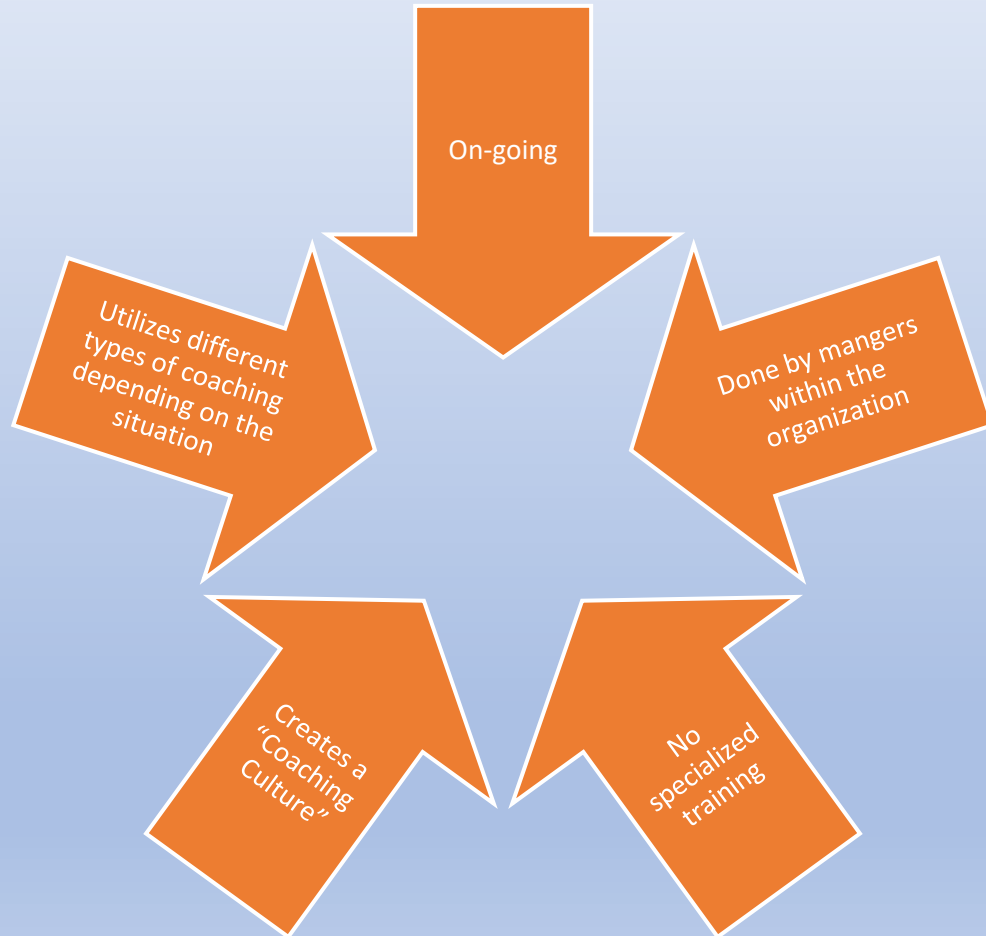 On-going
Done by mangers
within the
organization
No
specialized
training
Creates a
“Coaching
Culture”
Utilizes different
types of coaching
depending on the
situation